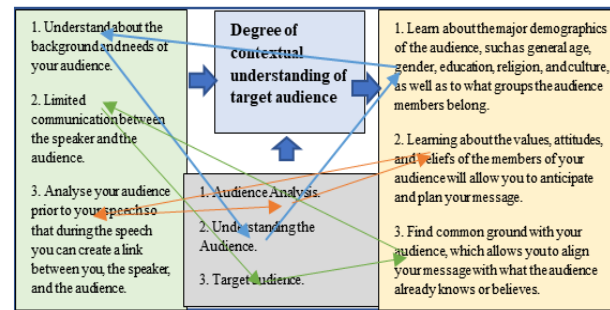 1. Understand about the
background and needs of
your audience.
2. Limited
communication between
the speaker and the
audience.
3. Analyse your audience
prior to your speech so
that during the speech
you can create a link
between you, the speaker,
and the audience.
Degree of
contextual
understanding of
target audience
1. Audience Analysis.
2. Understanding the
Audience.
3. Target audience.
1. Learn about the major demographics
of the audience, such as general age,
gender, education, religion, and culture,
as well as to what groups the audience
members belong.
2. Learning about the values, attitudes,
and beliefs of the members of your
audience will allow you to anticipate
and plan your message.
3. Find common ground with your
audience, which allows you to align
your message with what the audience
already knows or believes.